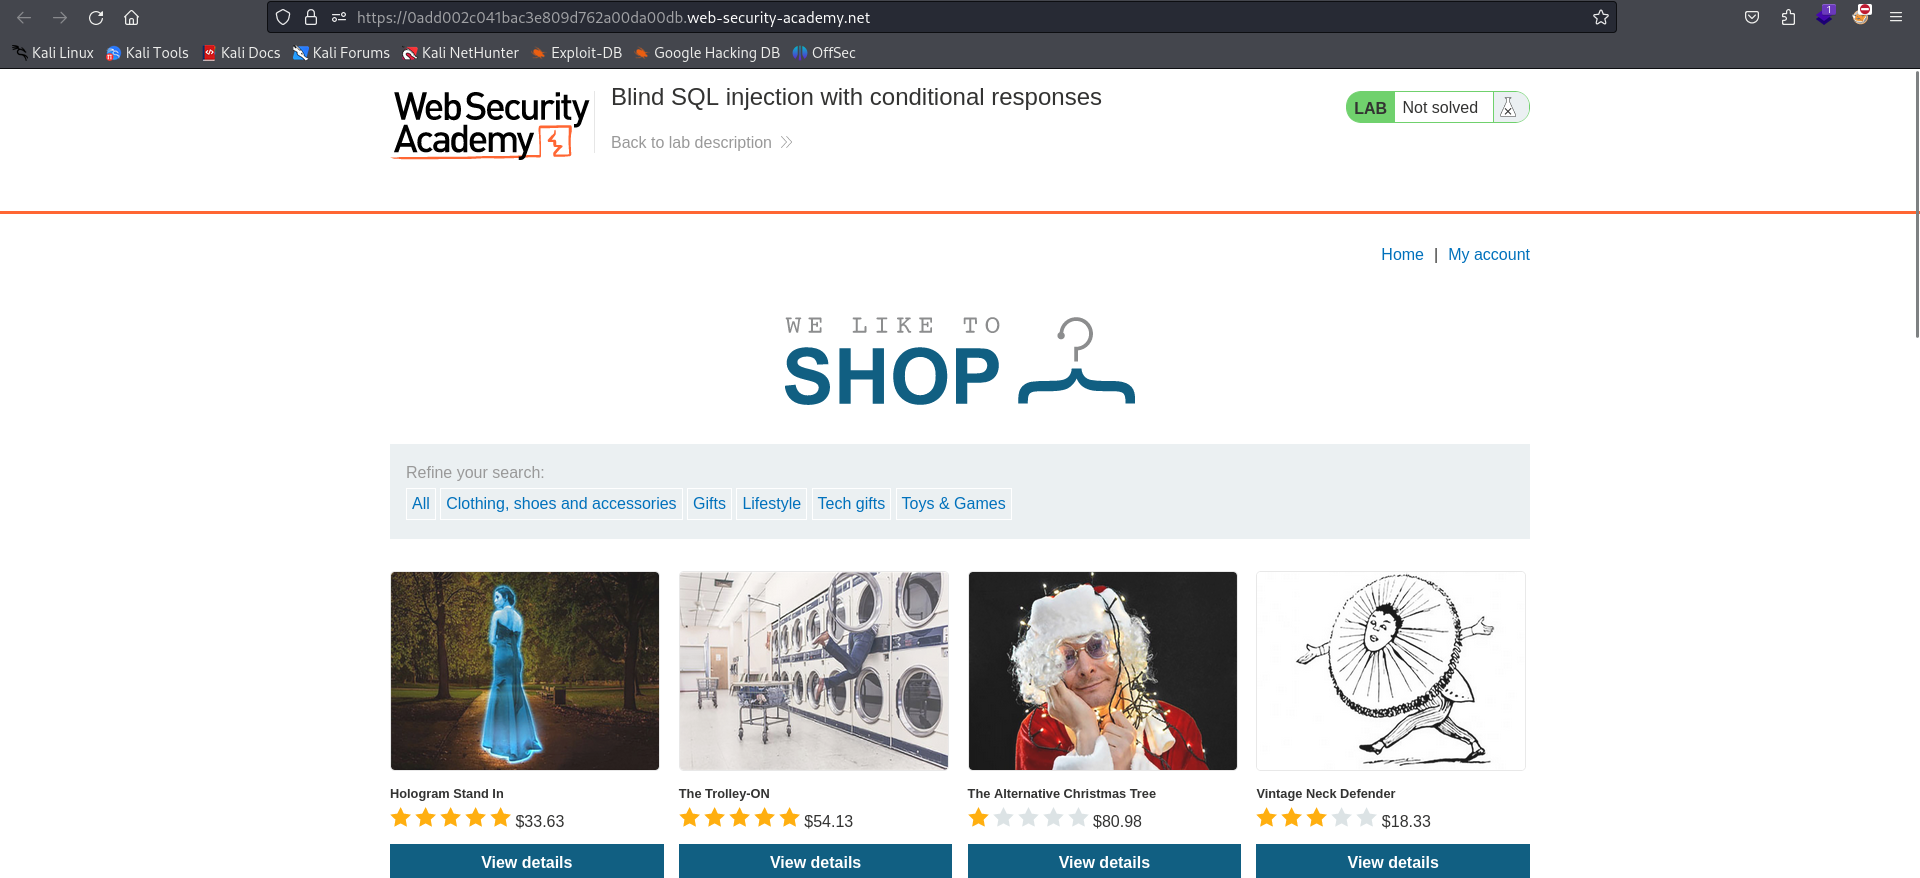 https://0add002c041bac3e809d762a00da00db.web-security-academy.net
1
Kali Linux Kali Tools Kali Docs Kali Forums Kali NetHunter Exploit-DB Google Hacking DB OffSec
Web Security
Academy
Blind SQL injection with conditional responses
Back to lab description
LAB Not solved
Home | My account
WE LIKE TO
SHOP
Refine your search:
All Clothing, shoes and accessories Gifts Lifestyle Tech gifts Toys & Games
Hologram Stand In The Trolley-ON The Alternative Christmas Tree Vintage Neck Defender
$33.63 $54.13 $80.98 $18.33
View details View details View details View details